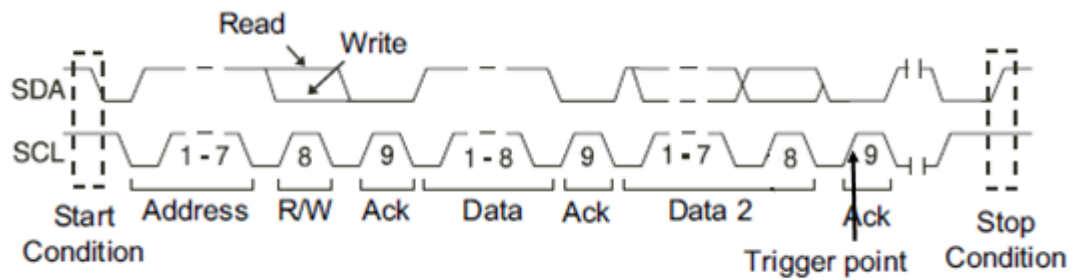 Read
Write
SDA
SCL
1 - 7 8 9 1 - 8 9 1 - 7 8 9
Address R/W Ack Data Ack Data 2 Ack
Start
Condition
Trigger point
Stop
Condition